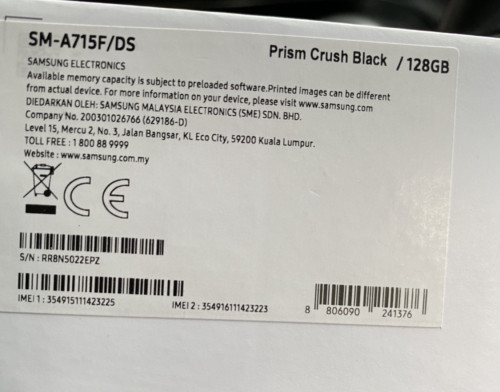 SM-A715F/DS
Prism Crush Black / 128GB
SAMSUNG ELECTRONICS
Available memory capacity is subject to preloaded software.Printed images can be different
from actual device. For more information on your device, please visit www.samsung.com
DIEDARKAN OLEH: SAMSUNG MALAYSIA ELECTRONICS (SME) SDN. BHD.
Company No. 200301026766 (629186-D)
Level 15, Mercu 2, No. 3, Jalan Bangsar, KL Eco City, 59200 Kuala Lumpur.
TOLL FREE : 1 800 88 9999
Website : www.samsung.com.my
CE
S/N : RR8N5022EPZ
IMEI 1 : 354915111423225
IMEI 2 : 354916111423223
8 806090 241376